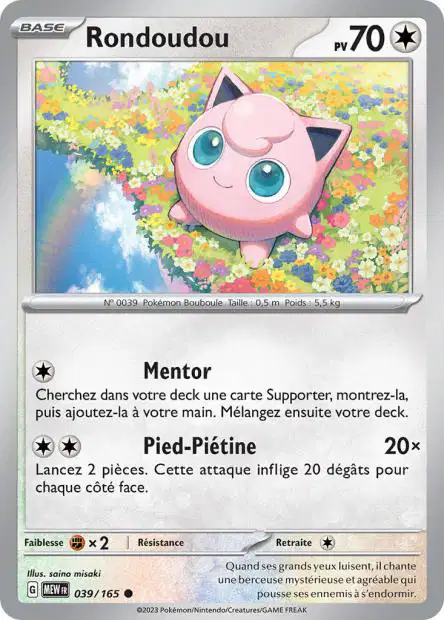 BASE Rondoudou PV 70
N° 0039 Pokémon Bouboule Taille : 0,5 m Poids : 5,5 kg
Mentor
Cherchez dans votre deck une carte Supporter, montrez-la,
puis ajoutez-la à votre main. Mélangez ensuite votre deck.
Pied-Piétine 20×
Lancez 2 pièces. Cette attaque inflige 20 dégâts pour
chaque côté face.
Faiblesse ×2 Résistance Retraite
Illus. saino misaki
G MEW FR 039/165
Quand ses grands yeux luisent, il chante
une berceuse mystérieuse et agréable qui
pousse ses ennemis à s'endormir.
©2023 Pokémon/Nintendo/Creatures/GAME FREAK